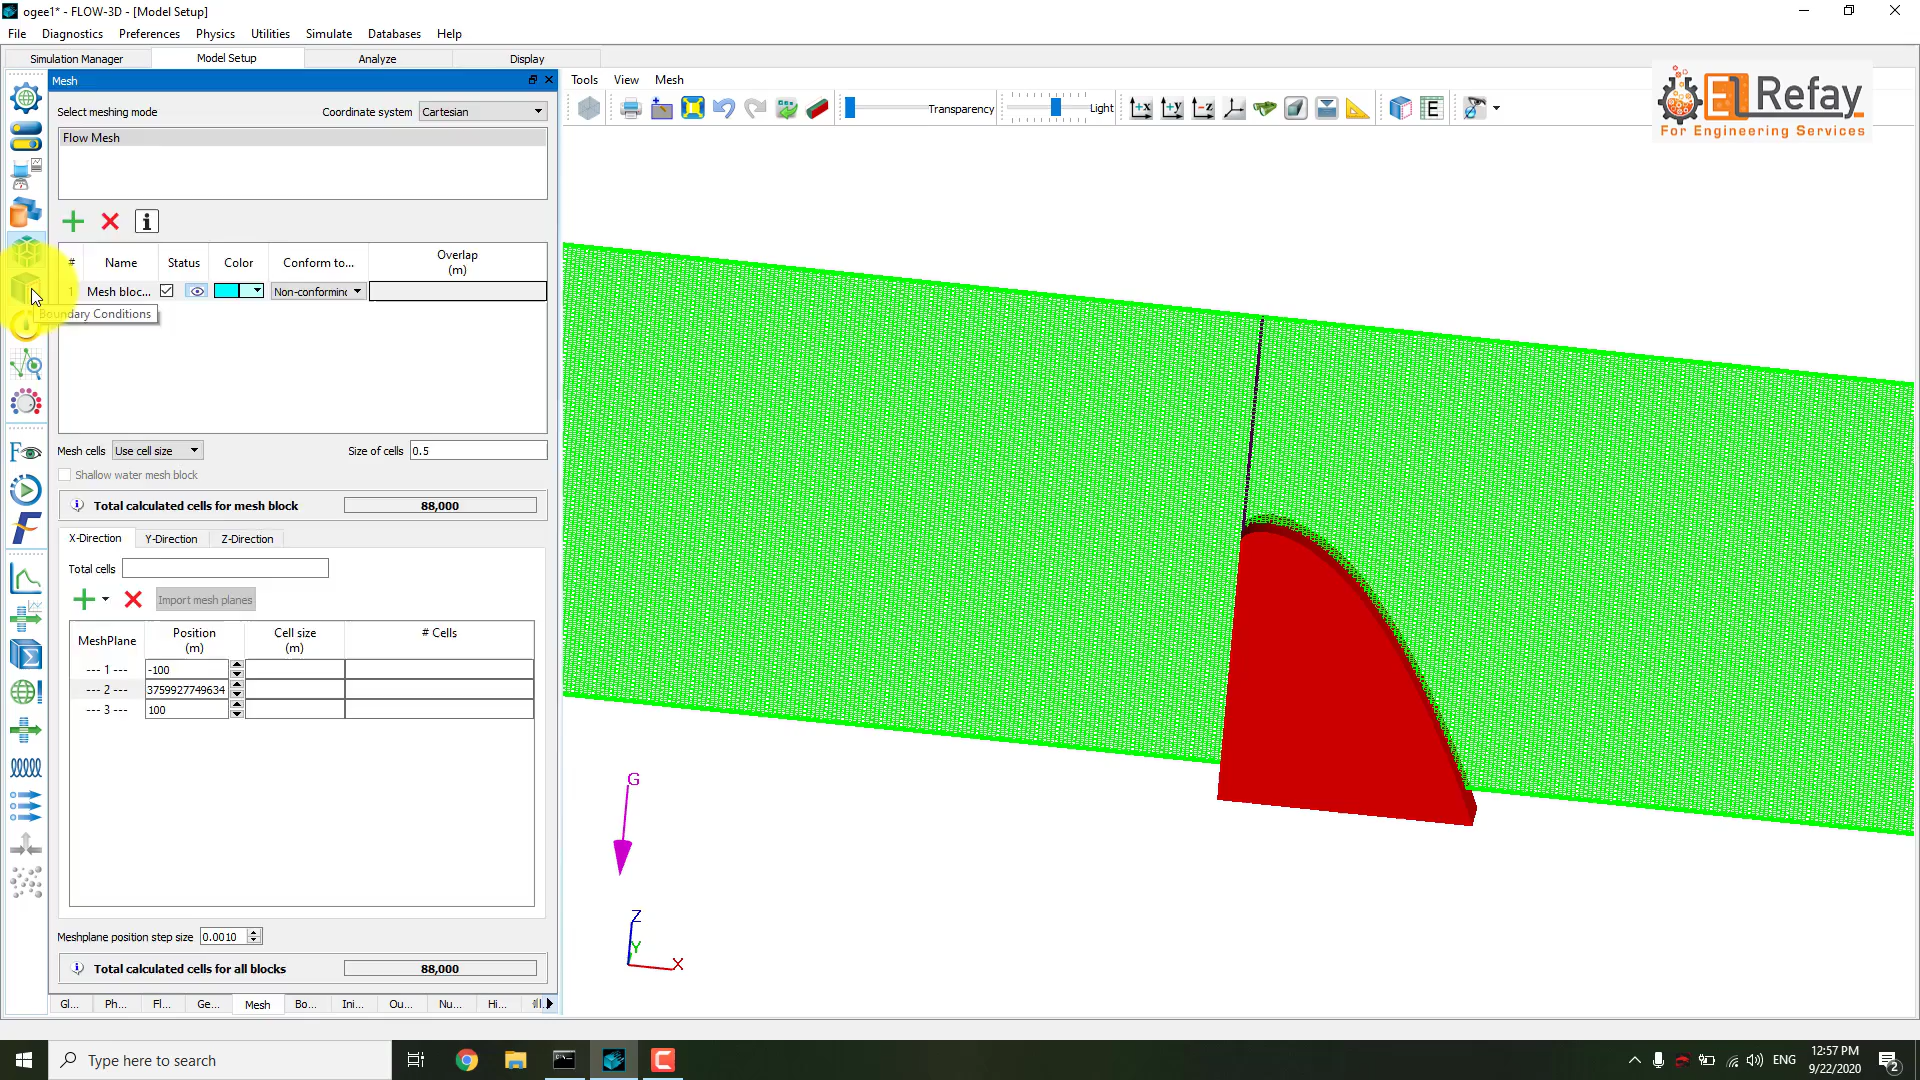 ogee1* - FLOW-3D - [Model Setup]
File Diagnostics Preferences Physics Utilities Simulate Databases Help
Simulation Manager Model Setup Analyze Display
Mesh
Tools View Mesh
Select meshing mode Coordinate system Cartesian
Transparency Light
+x +y -z E
El Refay
For Engineering Services
Flow Mesh
# Name Status Color Conform to... Overlap (m)
1 Mesh bloc... Non-conforming
Boundary Conditions
Mesh cells Use cell size Size of cells 0.5
Shallow water mesh block
Total calculated cells for mesh block 88,000
X-Direction Y-Direction Z-Direction
Total cells
Import mesh planes
MeshPlane Position (m) Cell size (m) # Cells
--- 1 --- -100
--- 2 --- 3759927749634
--- 3 --- 100
G
Z
Y
X
Meshplane position step size 0.0010
Total calculated cells for all blocks 88,000
Gl... Ph... Fl... Ge... Mesh Bo... Ini... Ou... Nu... Hi...
Type here to search
ENG
12:57 PM
9/22/2020
2